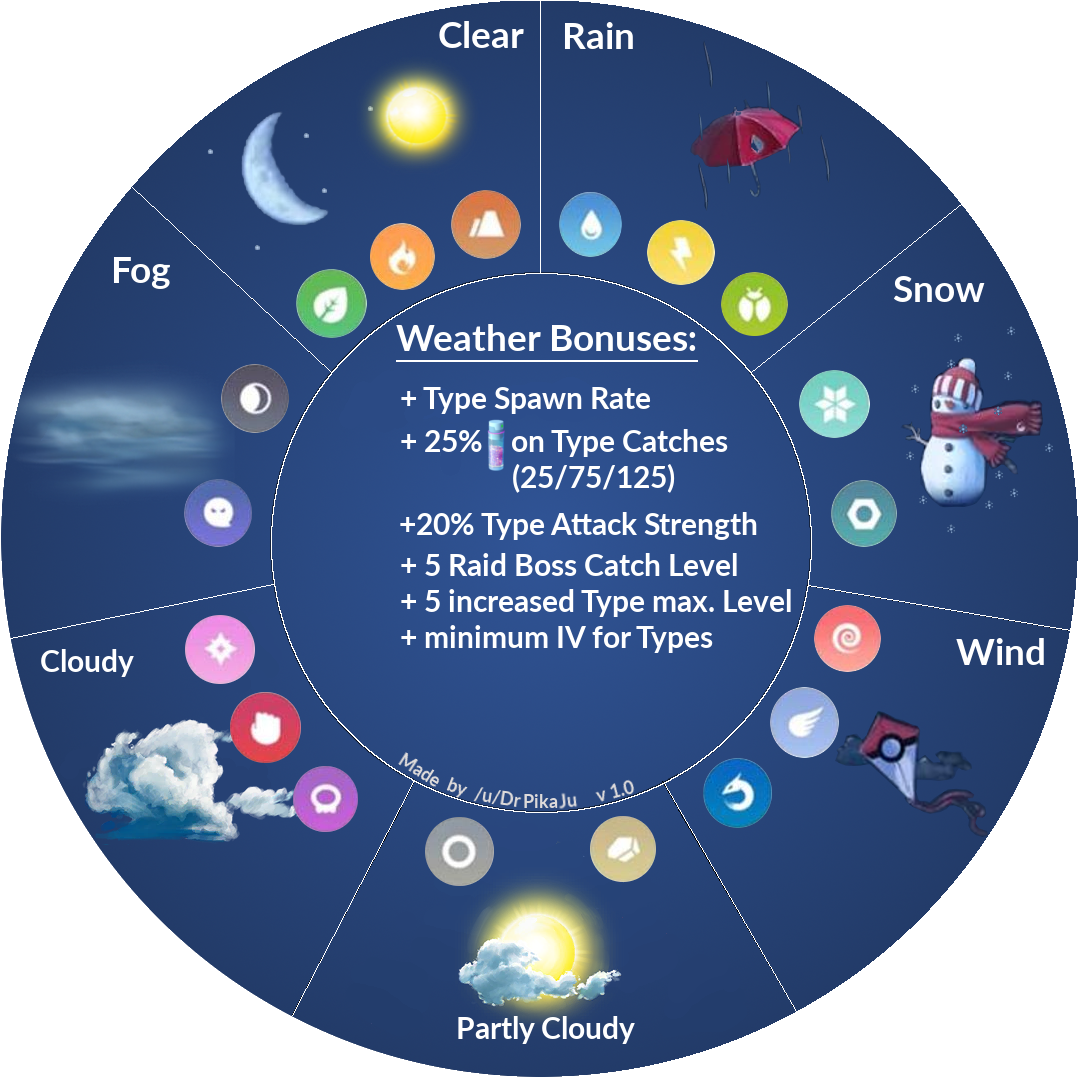 Clear
Rain
Fog
Snow
Weather Bonuses:
+ Type Spawn Rate
+ 25% on Type Catches
(25/75/125)
+20% Type Attack Strength
+ 5 Raid Boss Catch Level
+ 5 increased Type max. Level
+ minimum IV for Types
Cloudy
Wind
Made by /u/DrPikaJu v 1.0
Partly Cloudy